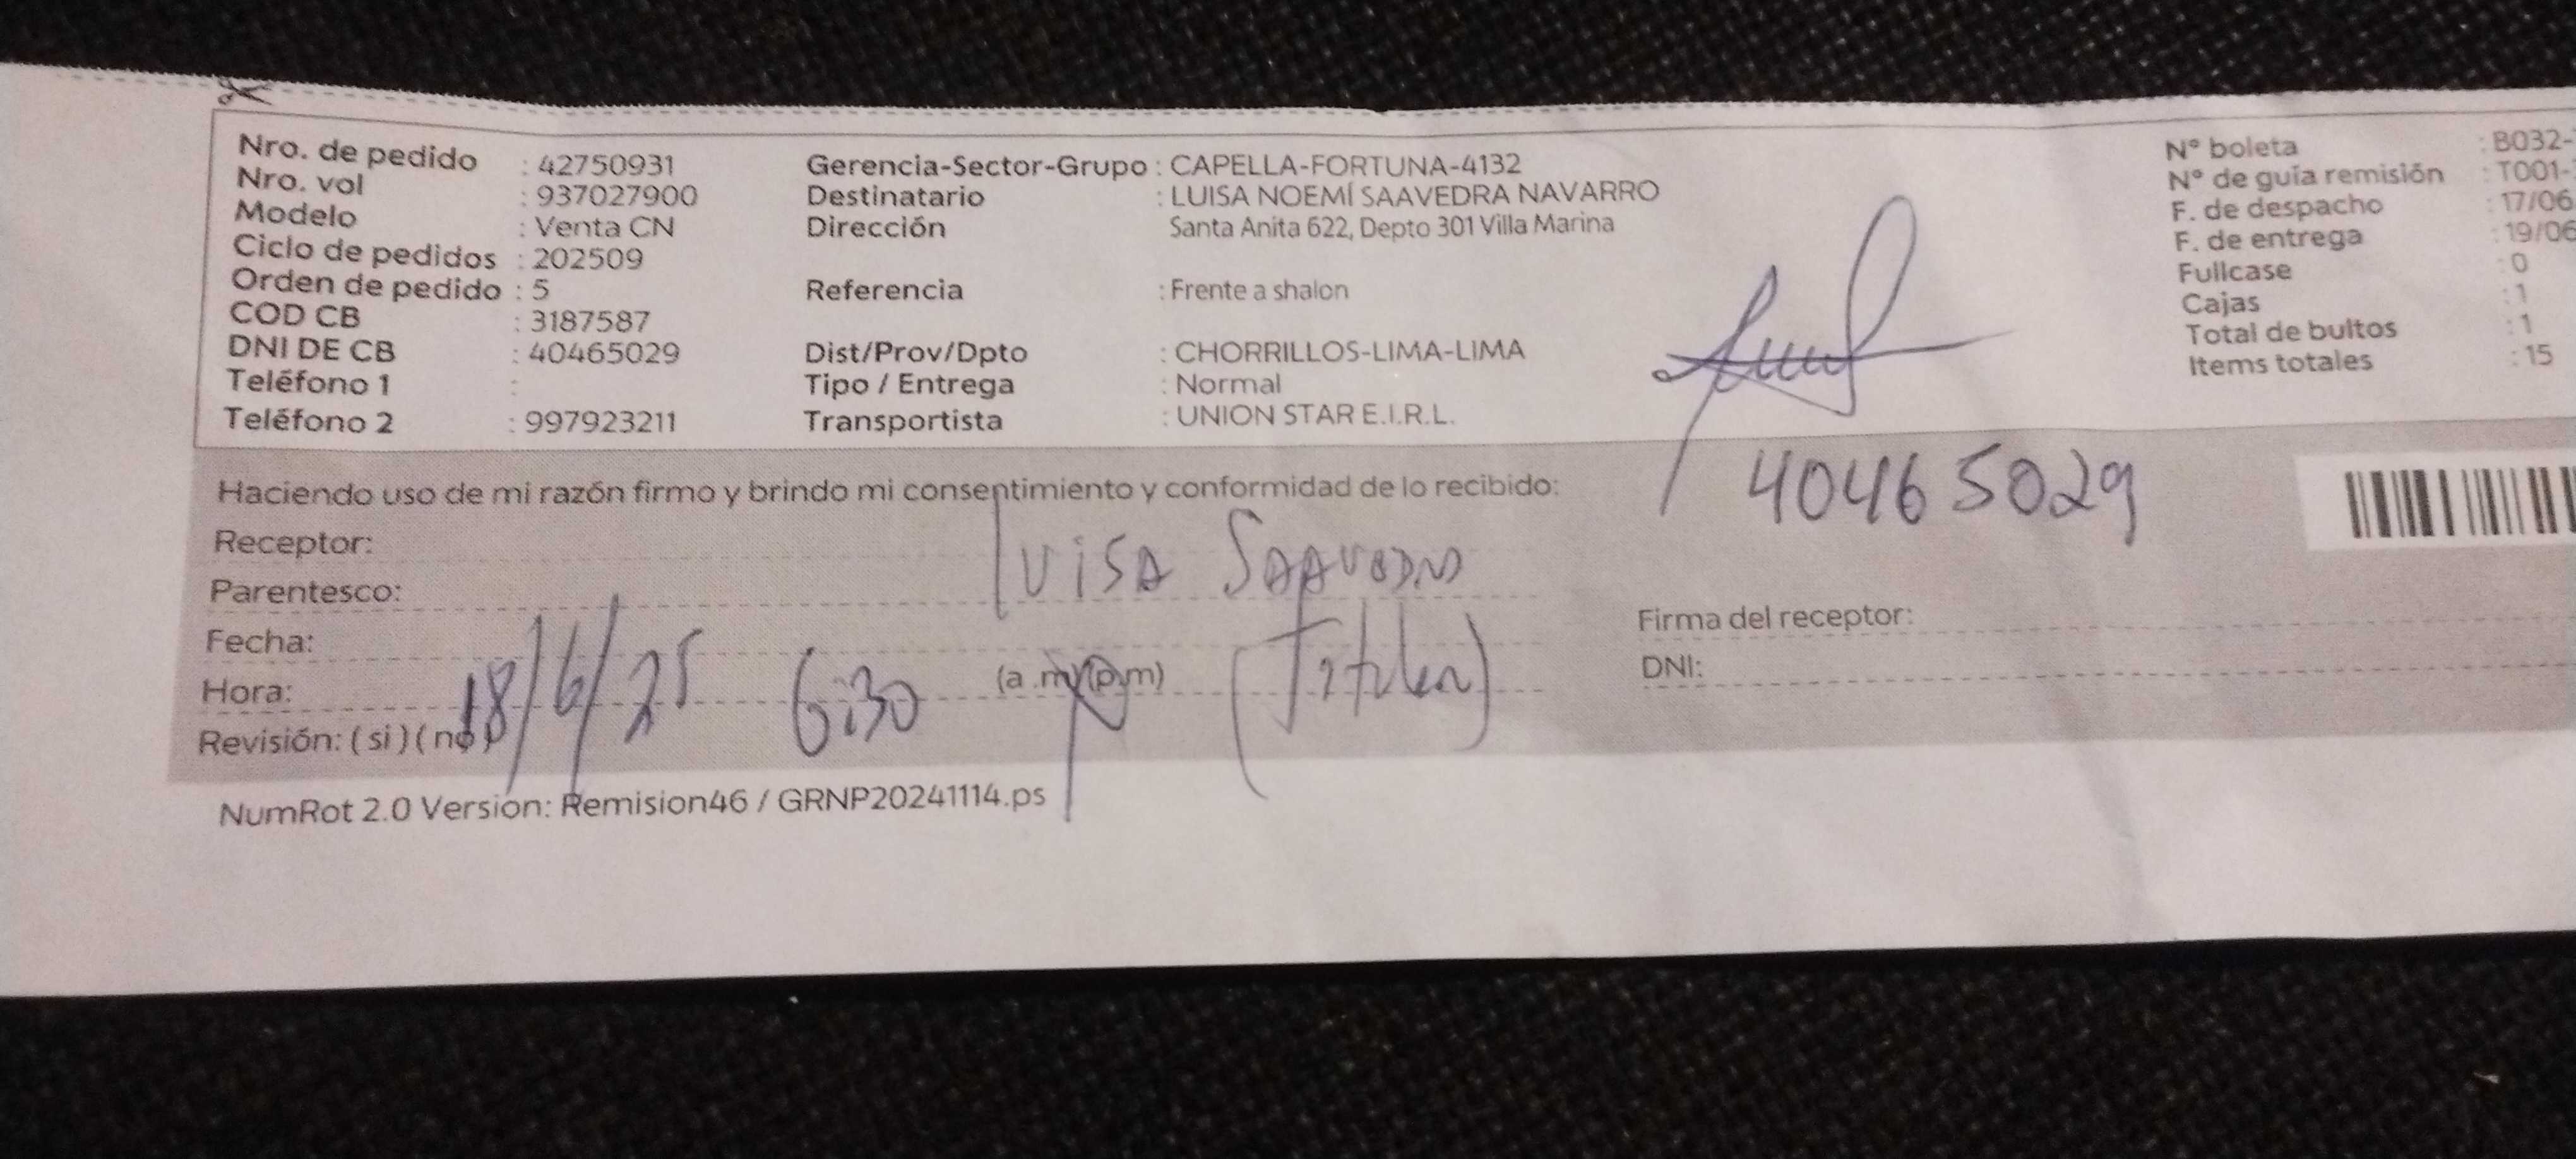 Nro. de pedido : 42750931 Gerencia-Sector-Grupo : CAPELLA-FORTUNA-4132 N° boleta : B032-
Nro. vol : 937027900 Destinatario : LUISA NOEMÍ SAAVEDRA NAVARRO N° de guía remisión : T001-
Modelo : Venta CN Dirección Santa Anita 622, Depto 301 Villa Marina F. de despacho : 17/06
Ciclo de pedidos : 202509 F. de entrega : 19/06
Orden de pedido : 5 Referencia : Frente a shalon Fullcase : 0
COD CB : 3187587 Cajas : 1
DNI DE CB : 40465029 Dist/Prov/Dpto : CHORRILLOS-LIMA-LIMA Total de bultos : 1
Teléfono 1 : Tipo / Entrega : Normal Items totales : 15
Teléfono 2 : 997923211 Transportista : UNION STAR E.I.R.L.
Haciendo uso de mi razón firmo y brindo mi consentimiento y conformidad de lo recibido: 40465029
Receptor: Luisa Saavedra
Parentesco:
Fecha: Firma del receptor:
Hora: 18/6/25 6:30 (a .m) (p.m) (Titular) DNI:
Revisión: ( si ) ( no )
NumRot 2.0 Version: Remision46 / GRNP20241114.ps